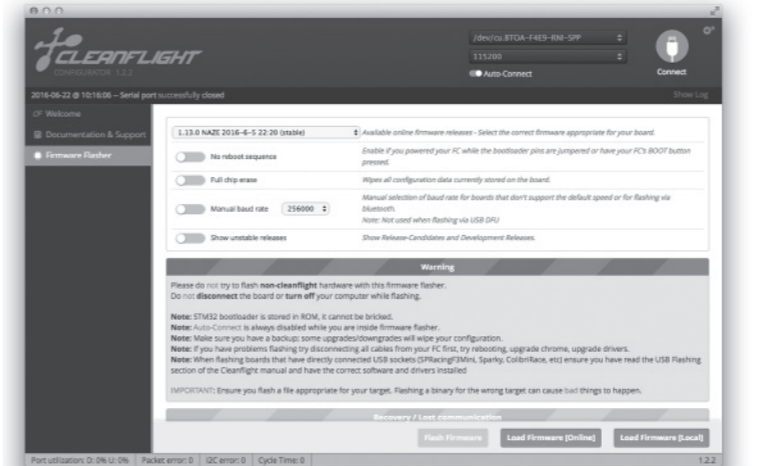 /dev/cu.BTOA-F4E9-RNI-SPP
CLEANFLIGHT
CONFIGURATOR 1.2.2
115200
Auto-Connect
Connect
2016-06-22 @ 10:16:06 -- Serial port successfully closed
Show Log
Welcome
Documentation & Support
Firmware Flasher
1.13.0 NAZE 2016-6-5 22:20 (stable)
Available online firmware releases - Select the correct firmware appropriate for your board.
No reboot sequence
Enable if you powered your FC while the bootloader pins are jumpered or have your FC's BOOT button
pressed.
Full chip erase
Wipes all configuration data currently stored on the board.
Manual baud rate
256000
Manual selection of baud rate for boards that don't support the default speed or for flashing via
bluetooth.
Note: Not used when flashing via USB DFU
Show unstable releases
Show Release-Candidates and Development Releases.
Warning
Please do not try to flash non-cleanflight hardware with this firmware flasher.
Do not disconnect the board or turn off your computer while flashing.
Note: STM32 bootloader is stored in ROM, it cannot be bricked.
Note: Auto-Connect is always disabled while you are inside firmware flasher.
Note: Make sure you have a backup; some upgrades/downgrades will wipe your configuration.
Note: If you have problems flashing try disconnecting all cables from your FC first, try rebooting, upgrade chrome, upgrade drivers.
Note: When flashing boards that have directly connected USB sockets (SPRacingF3Mini, Sparky, ColibriRace, etc) ensure you have read the USB Flashing
section of the Cleanflight manual and have the correct software and drivers installed
IMPORTANT: Ensure you flash a file appropriate for your target. Flashing a binary for the wrong target can cause bad things to happen.
Recovery / Lost communication
Flash Firmware
Load Firmware [Online]
Load Firmware [Local]
Port utilization: D: 0% U: 0%
Packet error: 0
I2C error: 0
Cycle Time: 0
1.2.2